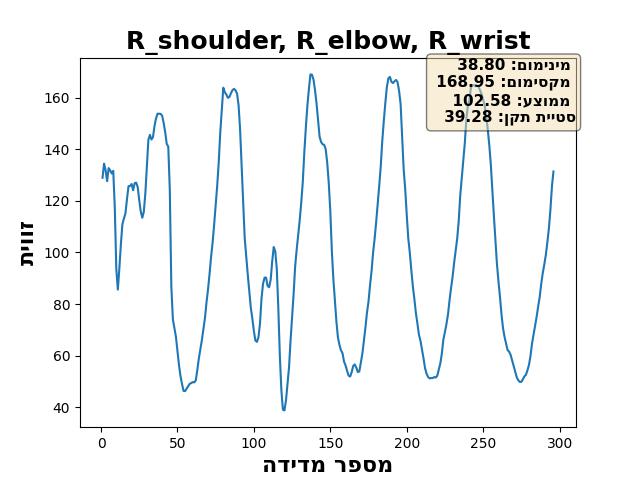 R_shoulder, R_elbow, R_wrist
מינימום: 38.80
מקסימום: 168.95
ממוצע: 102.58
סטיית תקן: 39.28
זווית
160
140
120
100
80
60
40
0 50 100 150 200 250 300
מספר מדידה